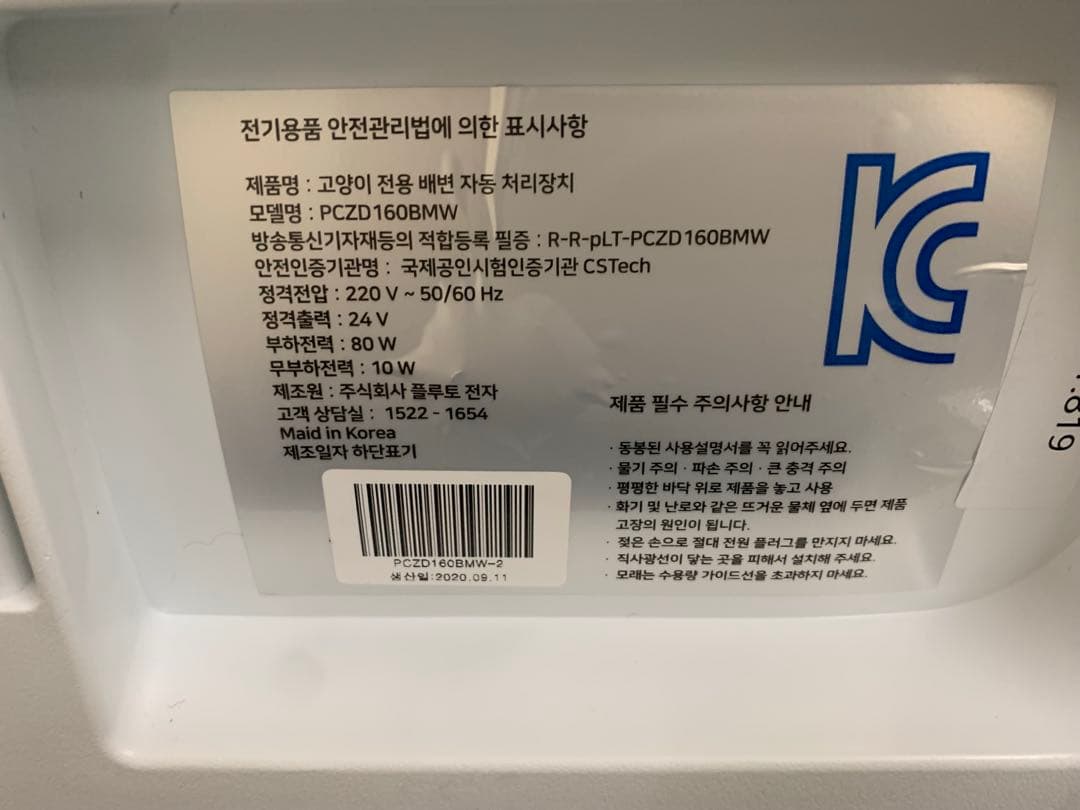 전기용품 안전관리법에 의한 표시사항
제품명 : 고양이 전용 배변 자동 처리장치
모델명 : PCZD160BMW
방송통신기자재등의 적합등록 필증 : R-R-pLT-PCZD160BMW
안전인증기관명 : 국제공인시험인증기관 CSTech
정격전압 : 220 V ~ 50/60 Hz
정격출력 : 24 V
부하전력 : 80 W
무부하전력 : 10 W
제조원 : 주식회사 플루토 전자
고객 상담실 : 1522 - 1654
Maid in Korea
제조일자 하단표기
PCZD160BMW-2
생산일:2020.09.11
KC
제품 필수 주의사항 안내
· 동봉된 사용설명서를 꼭 읽어주세요.
· 물기 주의 · 파손 주의 · 큰 충격 주의
· 평평한 바닥 위로 제품을 놓고 사용
· 화기 및 난로와 같은 뜨거운 물체 옆에 두면 제품
고장의 원인이 됩니다.
· 젖은 손으로 절대 전원 플러그를 만지지 마세요.
· 직사광선이 닿는 곳을 피해서 설치해 주세요.
· 모래는 수용량 가이드선을 초과하지 마세요.